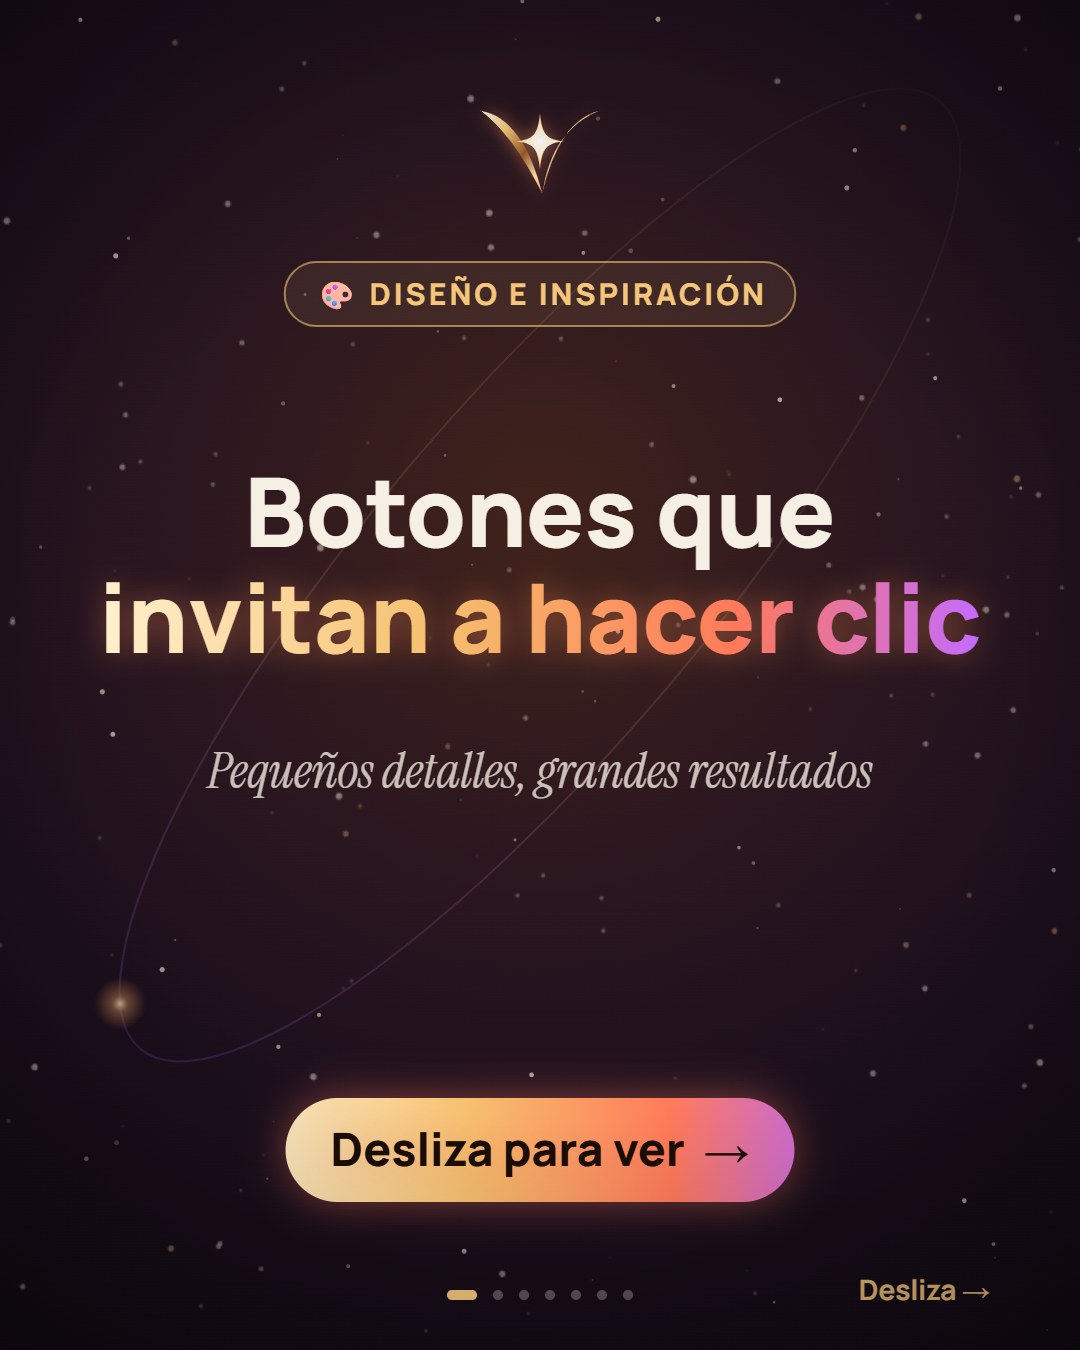 DISEÑO E INSPIRACIÓN
Botones que
invitan a hacer clic
Pequeños detalles, grandes resultados
Desliza para ver →
Desliza →